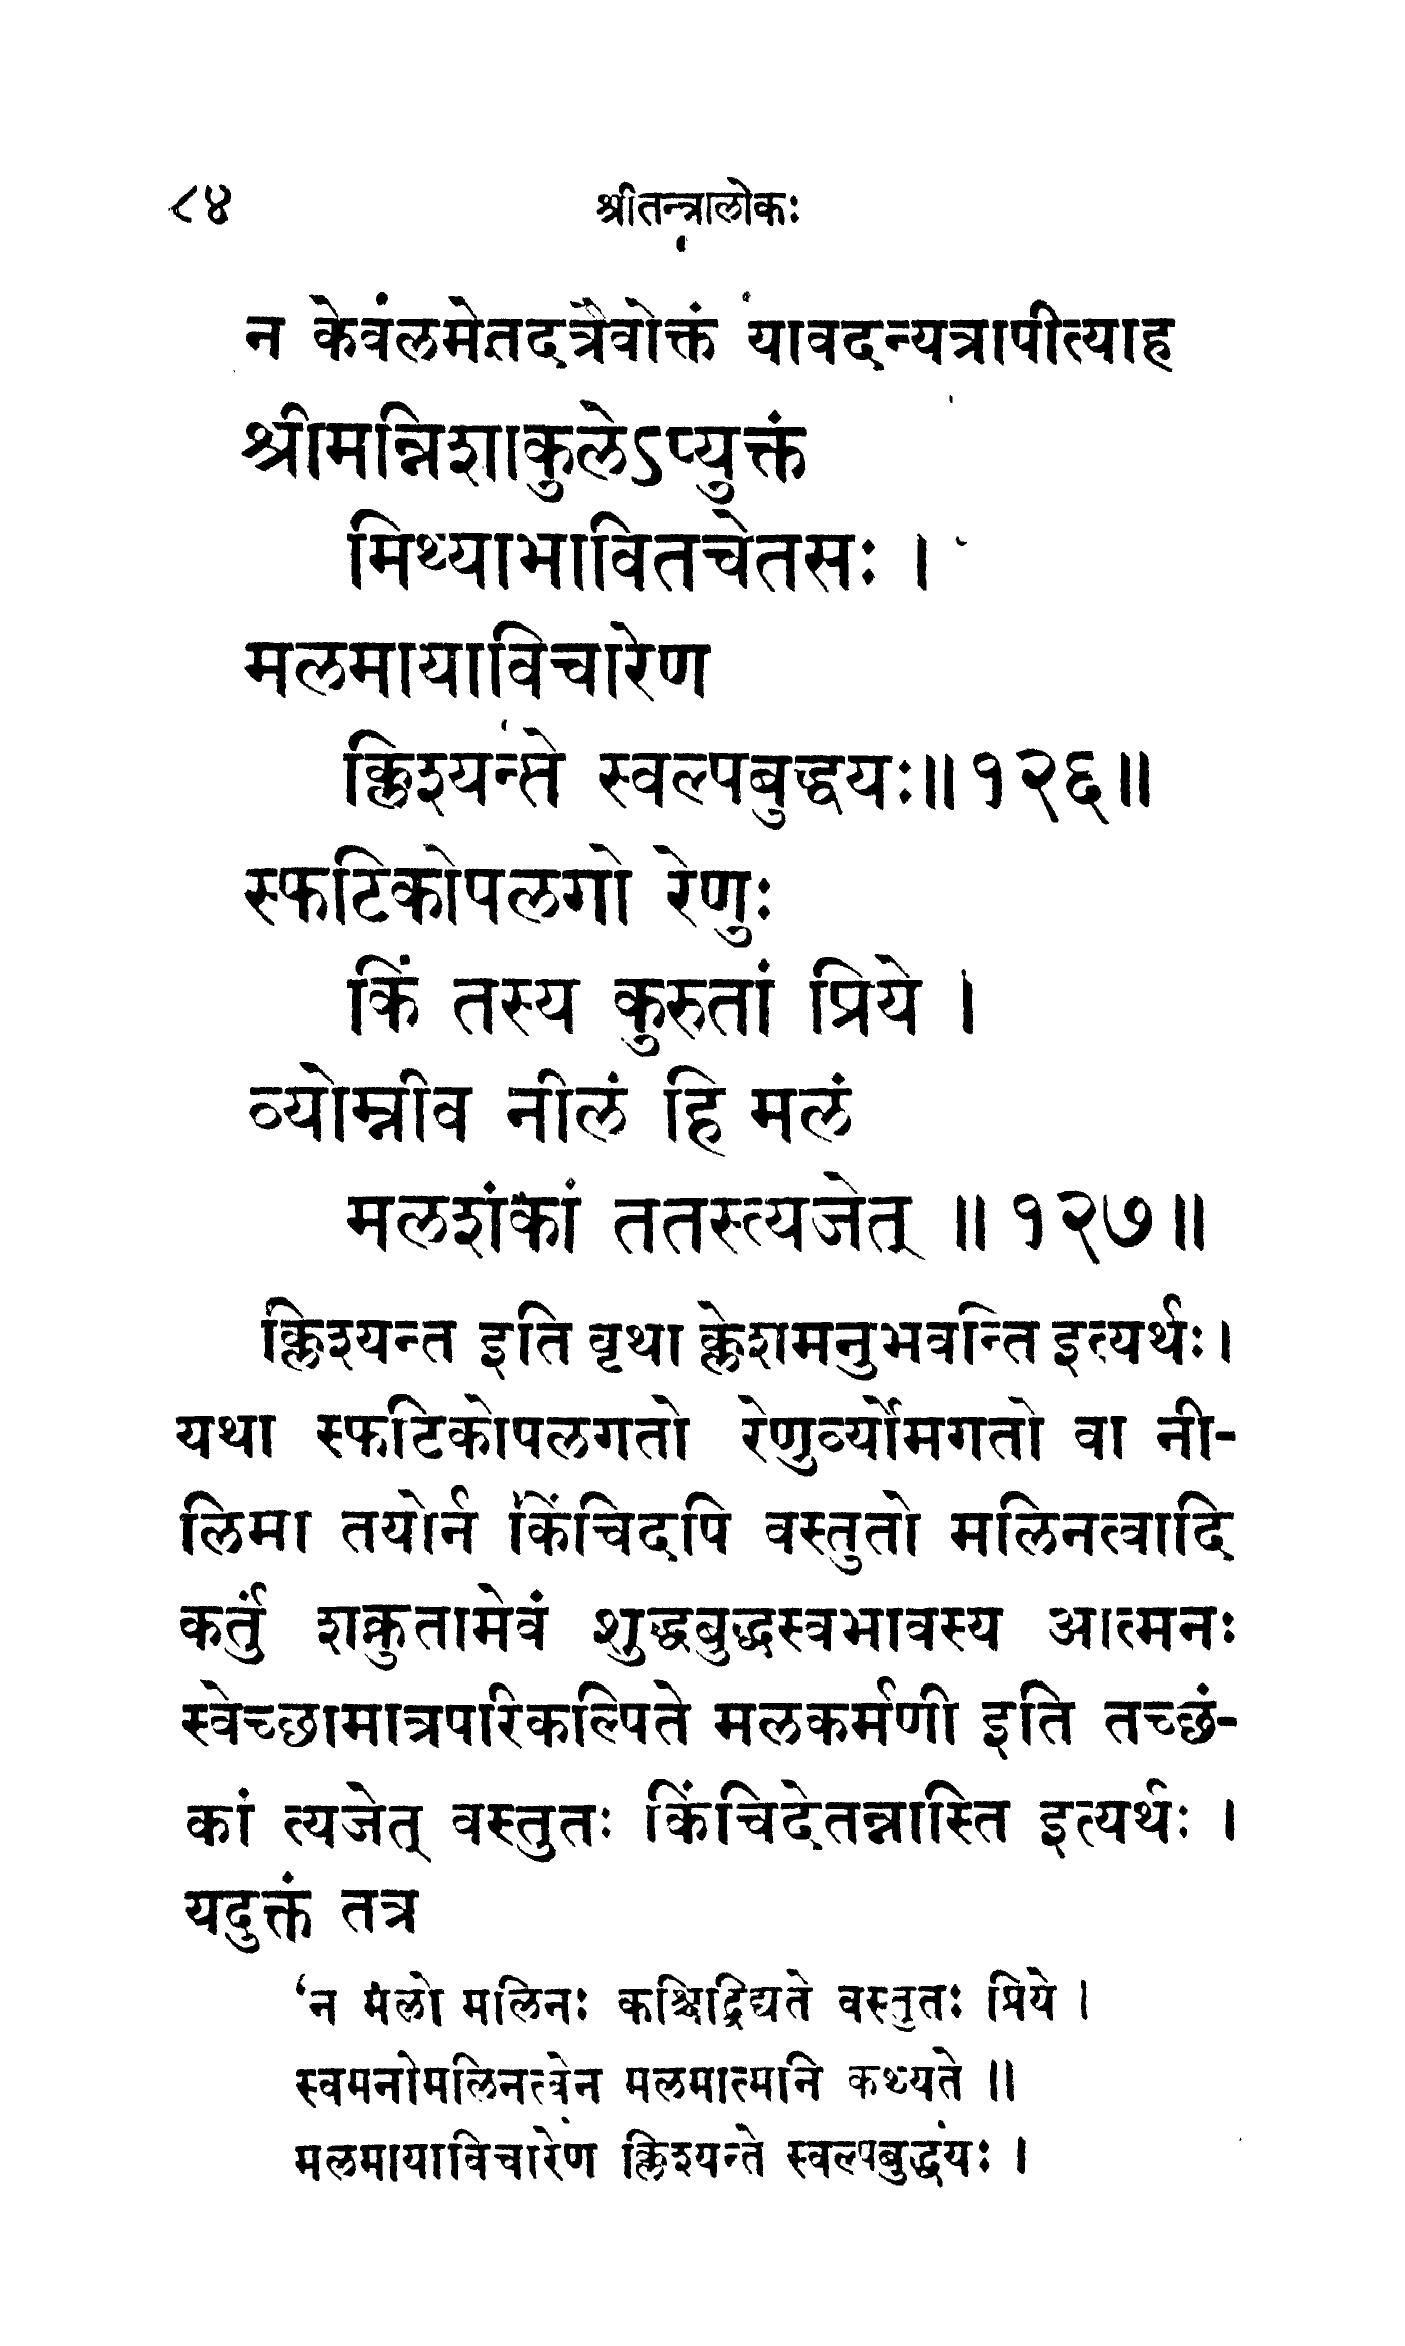 ८४ श्रीतन्त्रालोकः
न केवलमेतदत्रैवोक्तं यावदन्यत्रापीत्याह
श्रीमन्निशाकुलेऽप्युक्तं
मिथ्याभावितचेतसः ।
मलमायाविचारेण
क्लिश्यन्ते स्वल्पबुद्धयः॥१२६॥
स्फटिकोपलगो रेणुः
किं तस्य कुरुतां प्रिये ।
व्योम्नीव नीलं हि मलं
मलशंकां ततस्त्यजेत् ॥१२७॥
क्लिश्यन्त इति वृथा क्लेशमनुभवन्ति इत्यर्थः।
यथा स्फटिकोपलगतो रेणुर्व्योमगतो वा नी-
लिमा तयोर्न किंचिदपि वस्तुतो मलिनत्वादि
कर्तुं शक्नुतामेवं शुद्धबुद्धस्वभावस्य आत्मनः
स्वेच्छामात्रपरिकल्पिते मलकर्मणी इति तच्छं-
कां त्यजेत् वस्तुतः किंचिदेतन्नास्ति इत्यर्थः ।
यदुक्तं तत्र
‘न मलो मलिनः कश्चिद्विद्यते वस्तुतः प्रिये ।
स्वमनोमलिनत्वेन मलमात्मनि कथ्यते ॥
मलमायाविचारेण क्लिश्यन्ते स्वल्पबुद्धयः ।